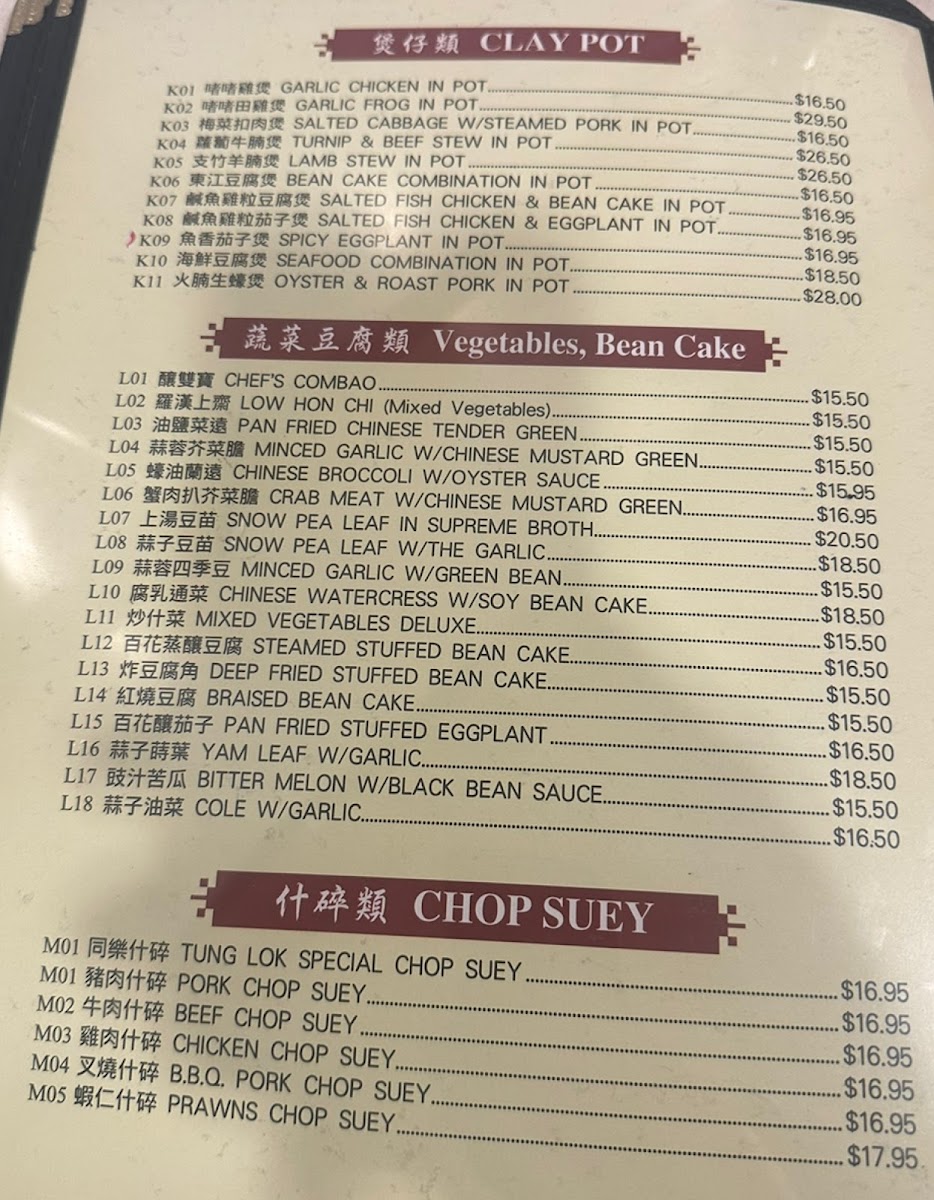 煲仔類 CLAY POT
K01 啫啫雞煲 GARLIC CHICKEN IN POT $16.50
K02 啫啫田雞煲 GARLIC FROG IN POT $29.50
K03 梅菜扣肉煲 SALTED CABBAGE W/STEAMED PORK IN POT $16.50
K04 蘿蔔牛腩煲 TURNIP & BEEF STEW IN POT $26.50
K05 支竹羊腩煲 LAMB STEW IN POT $26.50
K06 東江豆腐煲 BEAN CAKE COMBINATION IN POT $16.50
K07 鹹魚雞粒豆腐煲 SALTED FISH CHICKEN & BEAN CAKE IN POT $16.95
K08 鹹魚雞粒茄子煲 SALTED FISH CHICKEN & EGGPLANT IN POT $16.95
K09 魚香茄子煲 SPICY EGGPLANT IN POT $16.95
K10 海鮮豆腐煲 SEAFOOD COMBINATION IN POT $18.50
K11 火腩生蠔煲 OYSTER & ROAST PORK IN POT $28.00
蔬菜豆腐類 Vegetables, Bean Cake
L01 釀雙寶 CHEF'S COMBAO $15.50
L02 羅漢上齋 LOW HON CHI (Mixed Vegetables) $15.50
L03 油鹽菜遠 PAN FRIED CHINESE TENDER GREEN $15.50
L04 蒜蓉芥菜膽 MINCED GARLIC W/CHINESE MUSTARD GREEN $15.50
L05 蠔油蘭遠 CHINESE BROCCOLI W/OYSTER SAUCE $15.95
L06 蟹肉扒芥菜膽 CRAB MEAT W/CHINESE MUSTARD GREEN $16.95
L07 上湯豆苗 SNOW PEA LEAF IN SUPREME BROTH $20.50
L08 蒜子豆苗 SNOW PEA LEAF W/THE GARLIC $18.50
L09 蒜蓉四季豆 MINCED GARLIC W/GREEN BEAN $15.50
L10 腐乳通菜 CHINESE WATERCRESS W/SOY BEAN CAKE $18.50
L11 炒什菜 MIXED VEGETABLES DELUXE $15.50
L12 百花蒸釀豆腐 STEAMED STUFFED BEAN CAKE $16.50
L13 炸豆腐角 DEEP FRIED STUFFED BEAN CAKE $15.50
L14 紅燒豆腐 BRAISED BEAN CAKE $15.50
L15 百花釀茄子 PAN FRIED STUFFED EGGPLANT $16.50
L16 蒜子蒔葉 YAM LEAF W/GARLIC $18.50
L17 豉汁苦瓜 BITTER MELON W/BLACK BEAN SAUCE $15.50
L18 蒜子油菜 COLE W/GARLIC $16.50
什碎類 CHOP SUEY
M01 同樂什碎 TUNG LOK SPECIAL CHOP SUEY $16.95
M01 豬肉什碎 PORK CHOP SUEY $16.95
M02 牛肉什碎 BEEF CHOP SUEY $16.95
M03 雞肉什碎 CHICKEN CHOP SUEY $16.95
M04 叉燒什碎 B.B.Q. PORK CHOP SUEY $16.95
M05 蝦仁什碎 PRAWNS CHOP SUEY $17.95